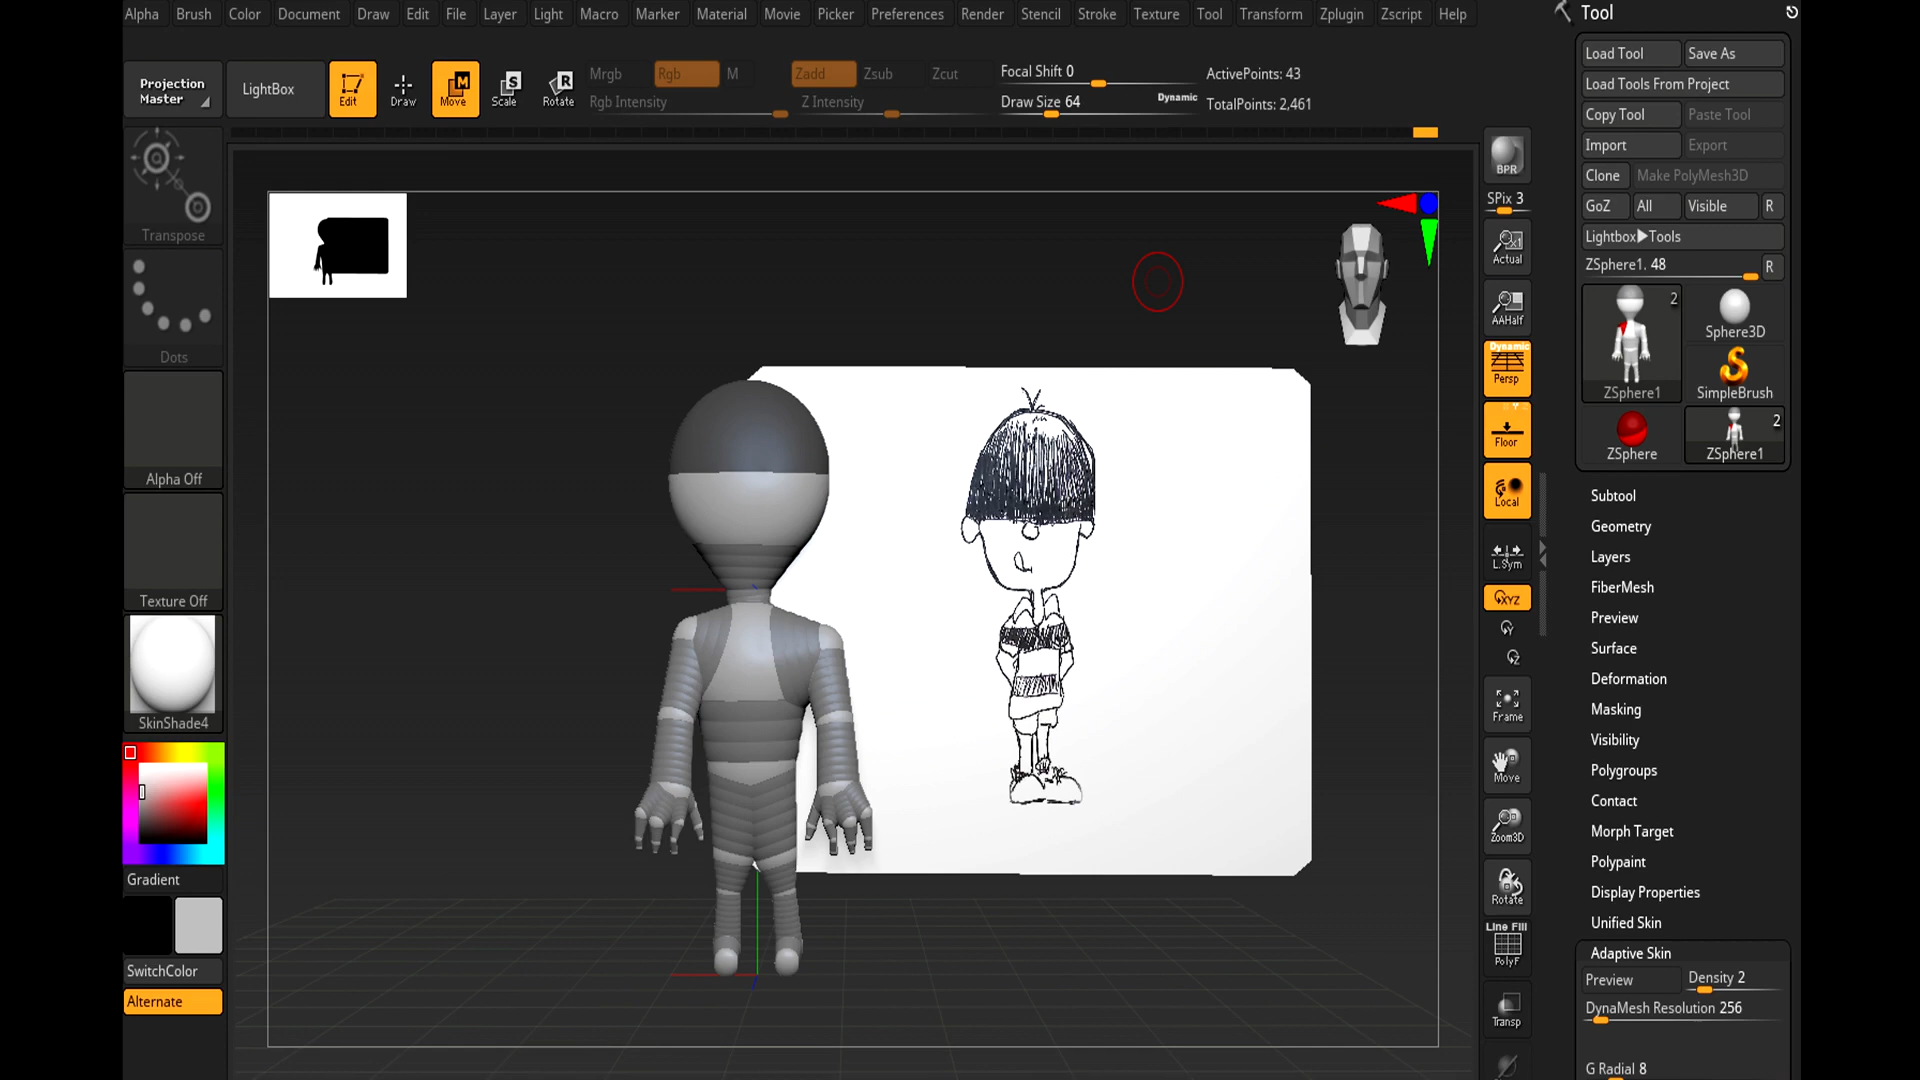 Alpha Brush Color Document Draw Edit File Layer Light Macro Marker Material Movie Picker Preferences Render Stencil Stroke Texture Tool Transform Zplugin Zscript Help
Projection Master
LightBox
Edit
Draw
Move
M
Scale
S
Rotate
R
Mrgb Rgb M
Rgb Intensity
Zadd Zsub Zcut
Z Intensity
Focal Shift 0
Draw Size 64
Dynamic
ActivePoints: 43
TotalPoints: 2,461
Transpose
Dots
Alpha Off
Texture Off
SkinShade4
Gradient
SwitchColor
Alternate
BPR
SPix 3
Actual
AAHalf
Dynamic
Persp
Floor
Local
L.Sym
XYZ
Y
Z
Frame
Move
Zoom3D
Rotate
Line Fill
PolyF
Transp
Tool
Load Tool Save As
Load Tools From Project
Copy Tool Paste Tool
Import Export
Clone Make PolyMesh3D
GoZ All Visible R
Lightbox▶Tools
ZSphere1. 48 R
2
ZSphere1
Sphere3D
SimpleBrush
ZSphere
2
ZSphere1
Subtool
Geometry
Layers
FiberMesh
Preview
Surface
Deformation
Masking
Visibility
Polygroups
Contact
Morph Target
Polypaint
Display Properties
Unified Skin
Adaptive Skin
Preview Density 2
DynaMesh Resolution 256
G Radial 8